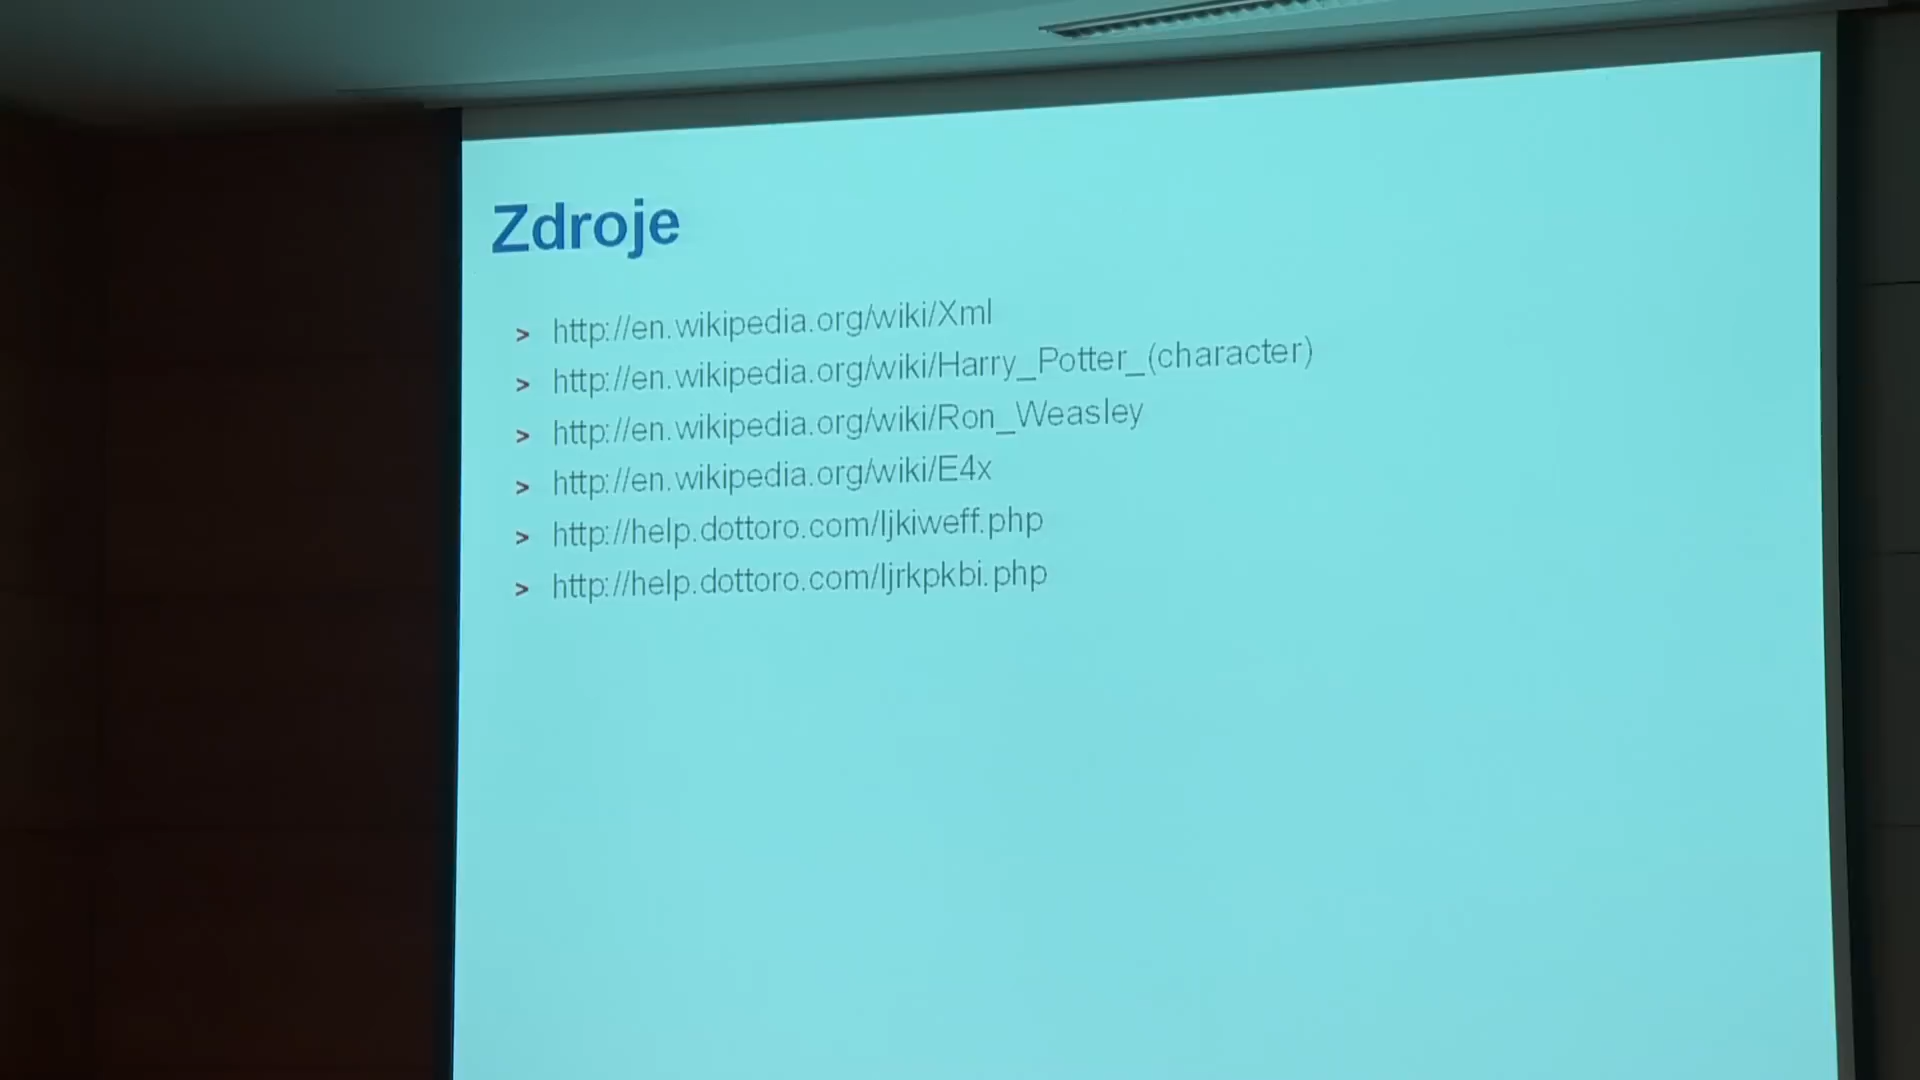 Zdroje
> http://en.wikipedia.org/wiki/Xml
> http://en.wikipedia.org/wiki/Harry_Potter_(character)
> http://en.wikipedia.org/wiki/Ron_Weasley
> http://en.wikipedia.org/wiki/E4x
> http://help.dottoro.com/ljkiweff.php
> http://help.dottoro.com/ljrkpkbi.php